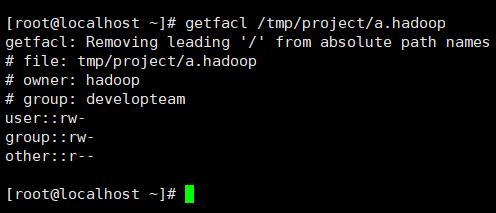 [root@localhost ~]# getfacl /tmp/project/a.hadoop
getfacl: Removing leading '/' from absolute path names
# file: tmp/project/a.hadoop
# owner: hadoop
# group: developteam
user::rw-
group::rw-
other::r--
[root@localhost ~]#